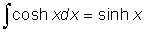 ∫cosh xdx = sinh x